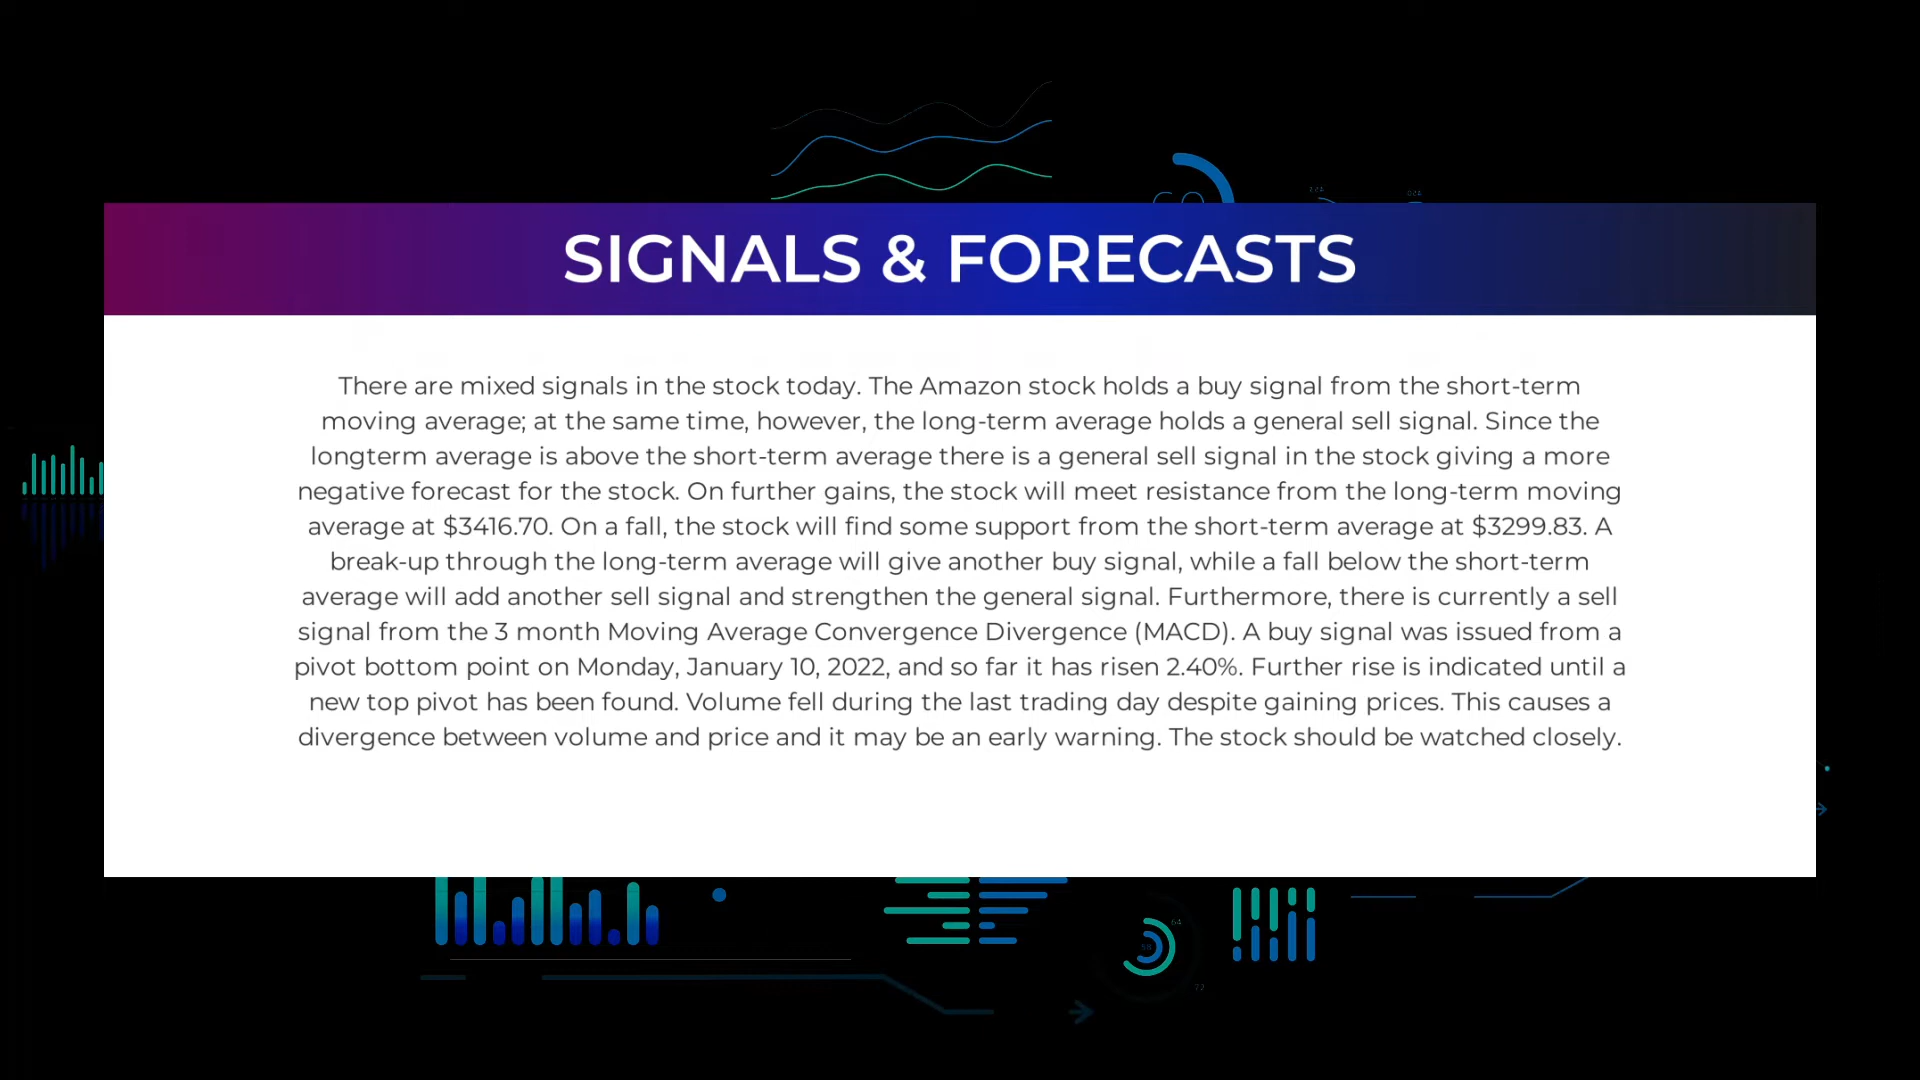 SIGNALS & FORECASTS
There are mixed signals in the stock today. The Amazon stock holds a buy signal from the short-term
moving average; at the same time, however, the long-term average holds a general sell signal. Since the
longterm average is above the short-term average there is a general sell signal in the stock giving a more
negative forecast for the stock. On further gains, the stock will meet resistance from the long-term moving
average at $3416.70. On a fall, the stock will find some support from the short-term average at $3299.83. A
break-up through the long-term average will give another buy signal, while a fall below the short-term
average will add another sell signal and strengthen the general signal. Furthermore, there is currently a sell
signal from the 3 month Moving Average Convergence Divergence (MACD). A buy signal was issued from a
pivot bottom point on Monday, January 10, 2022, and so far it has risen 2.40%. Further rise is indicated until a
new top pivot has been found. Volume fell during the last trading day despite gaining prices. This causes a
divergence between volume and price and it may be an early warning. The stock should be watched closely.
64